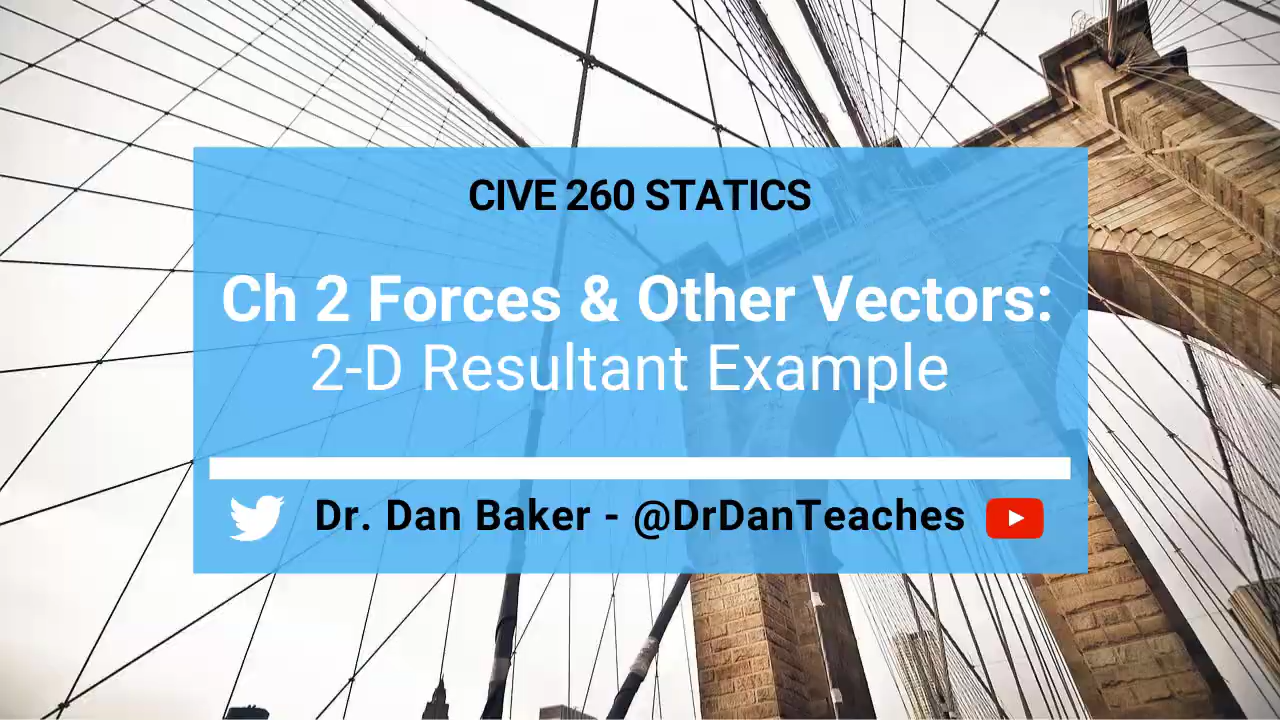 CIVE 260 STATICS
Ch 2 Forces & Other Vectors:
2-D Resultant Example
Dr. Dan Baker - @DrDanTeaches